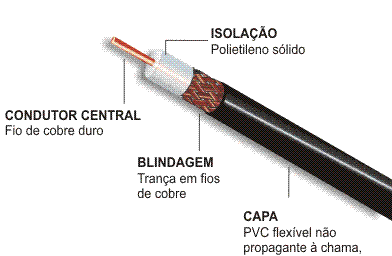 ISOLAÇÃO
Polietileno sólido
CONDUTOR CENTRAL
Fio de cobre duro
BLINDAGEM
Trança em fios
de cobre
CAPA
PVC flexível não
propagante à chama,